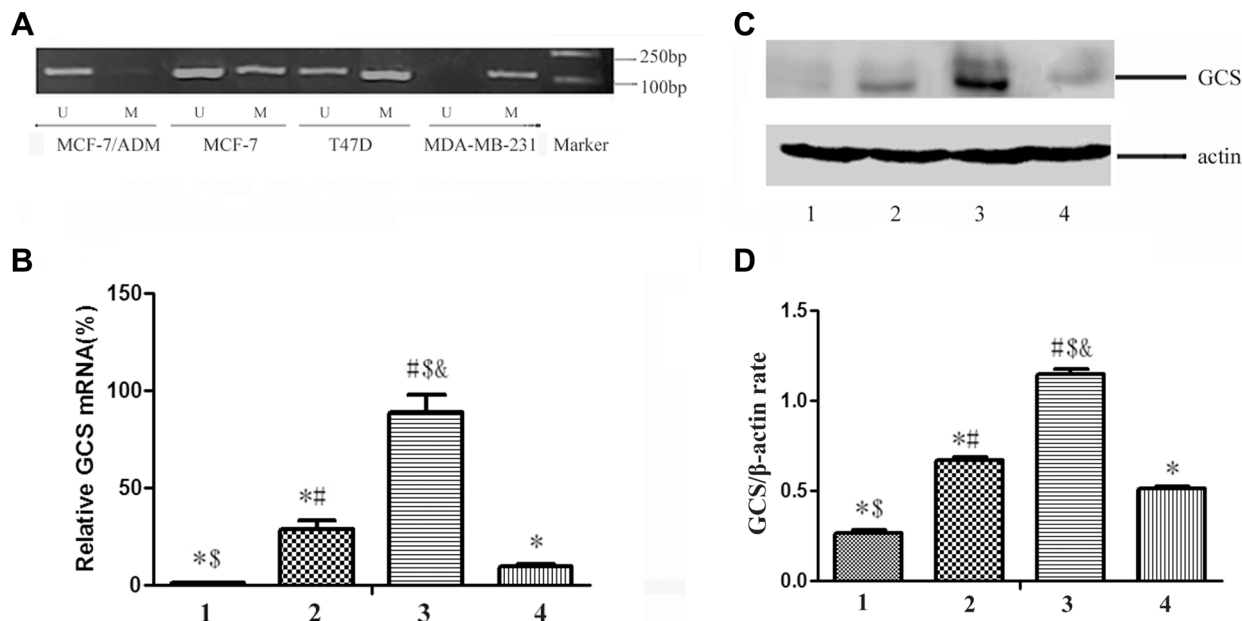 A
250bp
100bp
U M U M U M U M
MCF-7/ADM MCF-7 T47D MDA-MB-231 Marker
B
Relative GCS mRNA(%)
150
100
50
0
*$
*#
#$&
*
1 2 3 4
C
GCS
actin
1 2 3 4
D
GCS/β-actin rate
1.5
1.0
0.5
0.0
*$
*#
#$&
*
1 2 3 4